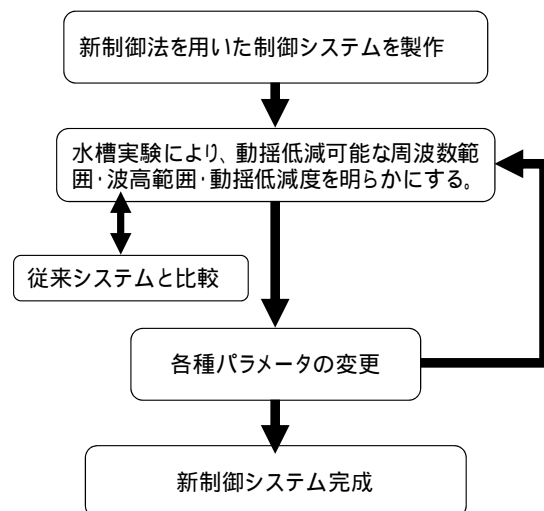 新制御法を用いた制御システムを製作
水槽実験により、動揺低減可能な周波数範
囲・波高範囲・動揺低減度を明らかにする。
従来システムと比較
各種パラメータの変更
新制御システム完成